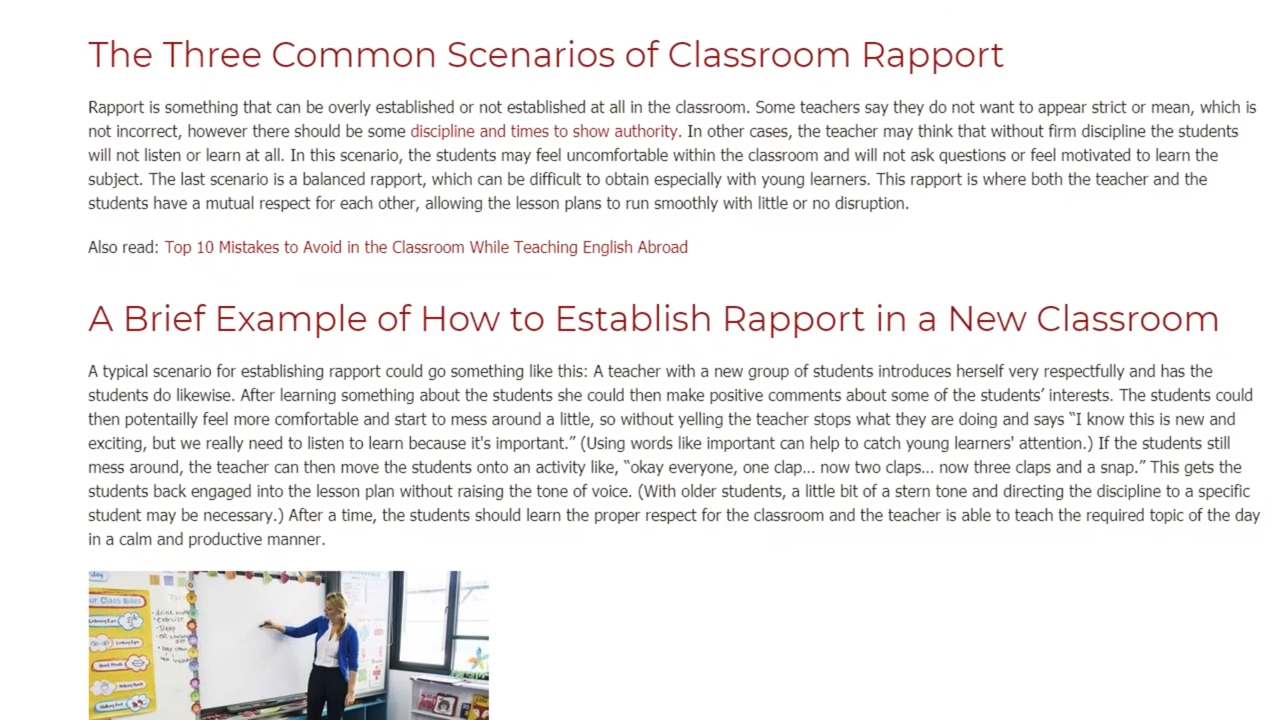 The Three Common Scenarios of Classroom Rapport
Rapport is something that can be overly established or not established at all in the classroom. Some teachers say they do not want to appear strict or mean, which is
not incorrect, however there should be some discipline and times to show authority. In other cases, the teacher may think that without firm discipline the students
will not listen or learn at all. In this scenario, the students may feel uncomfortable within the classroom and will not ask questions or feel motivated to learn the
subject. The last scenario is a balanced rapport, which can be difficult to obtain especially with young learners. This rapport is where both the teacher and the
students have a mutual respect for each other, allowing the lesson plans to run smoothly with little or no disruption.
Also read: Top 10 Mistakes to Avoid in the Classroom While Teaching English Abroad
A Brief Example of How to Establish Rapport in a New Classroom
A typical scenario for establishing rapport could go something like this: A teacher with a new group of students introduces herself very respectfully and has the
students do likewise. After learning something about the students she could then make positive comments about some of the students’ interests. The students could
then potentailly feel more comfortable and start to mess around a little, so without yelling the teacher stops what they are doing and says “I know this is new and
exciting, but we really need to listen to learn because it's important.” (Using words like important can help to catch young learners' attention.) If the students still
mess around, the teacher can then move the students onto an activity like, “okay everyone, one clap... now two claps... now three claps and a snap.” This gets the
students back engaged into the lesson plan without raising the tone of voice. (With older students, a little bit of a stern tone and directing the discipline to a specific
student may be necessary.) After a time, the students should learn the proper respect for the classroom and the teacher is able to teach the required topic of the day
in a calm and productive manner.
ur Class Rules
Listening Ears
exercise
Sleep
Looking Eyes